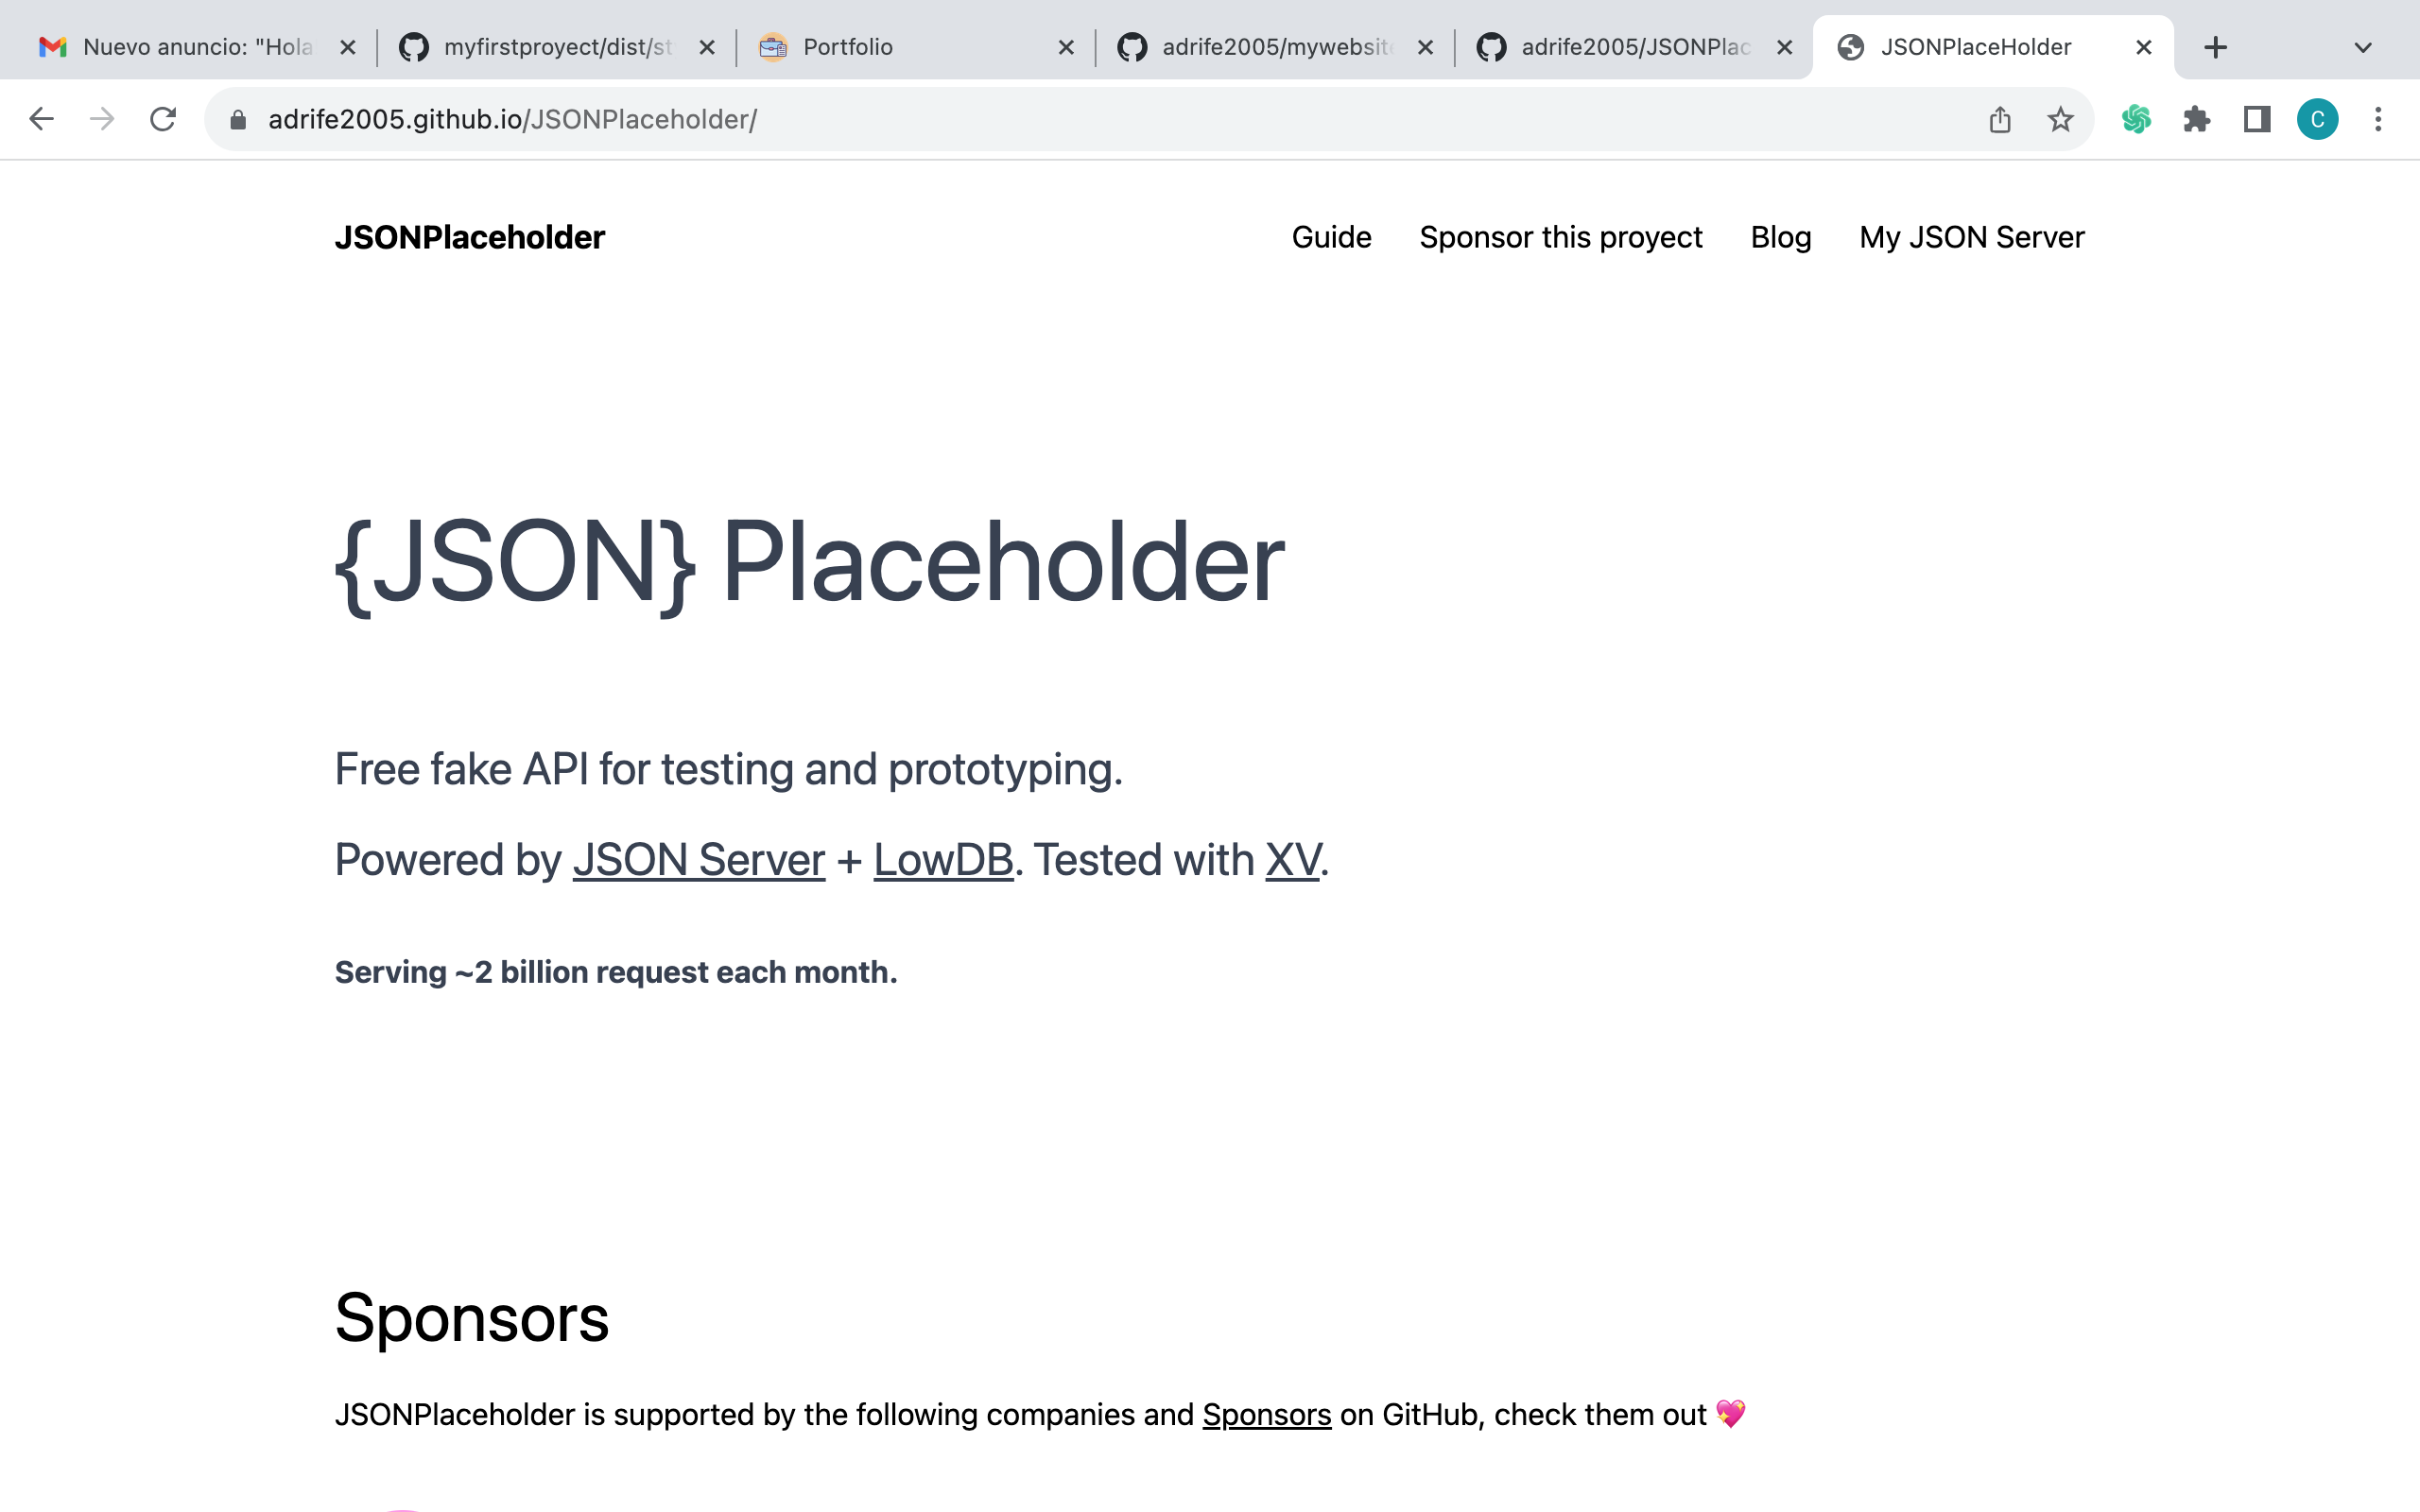 Nuevo anuncio: "Hola
myfirstproyect/dist/st
Portfolio
adrife2005/mywebsite
adrife2005/JSONPlac
JSONPlaceHolder
adrife2005.github.io/JSONPlaceholder/
C
JSONPlaceholder
Guide
Sponsor this proyect
Blog
My JSON Server
{JSON} Placeholder
Free fake API for testing and prototyping.
Powered by JSON Server + LowDB. Tested with XV.
Serving ~2 billion request each month.
Sponsors
JSONPlaceholder is supported by the following companies and Sponsors on GitHub, check them out 💖